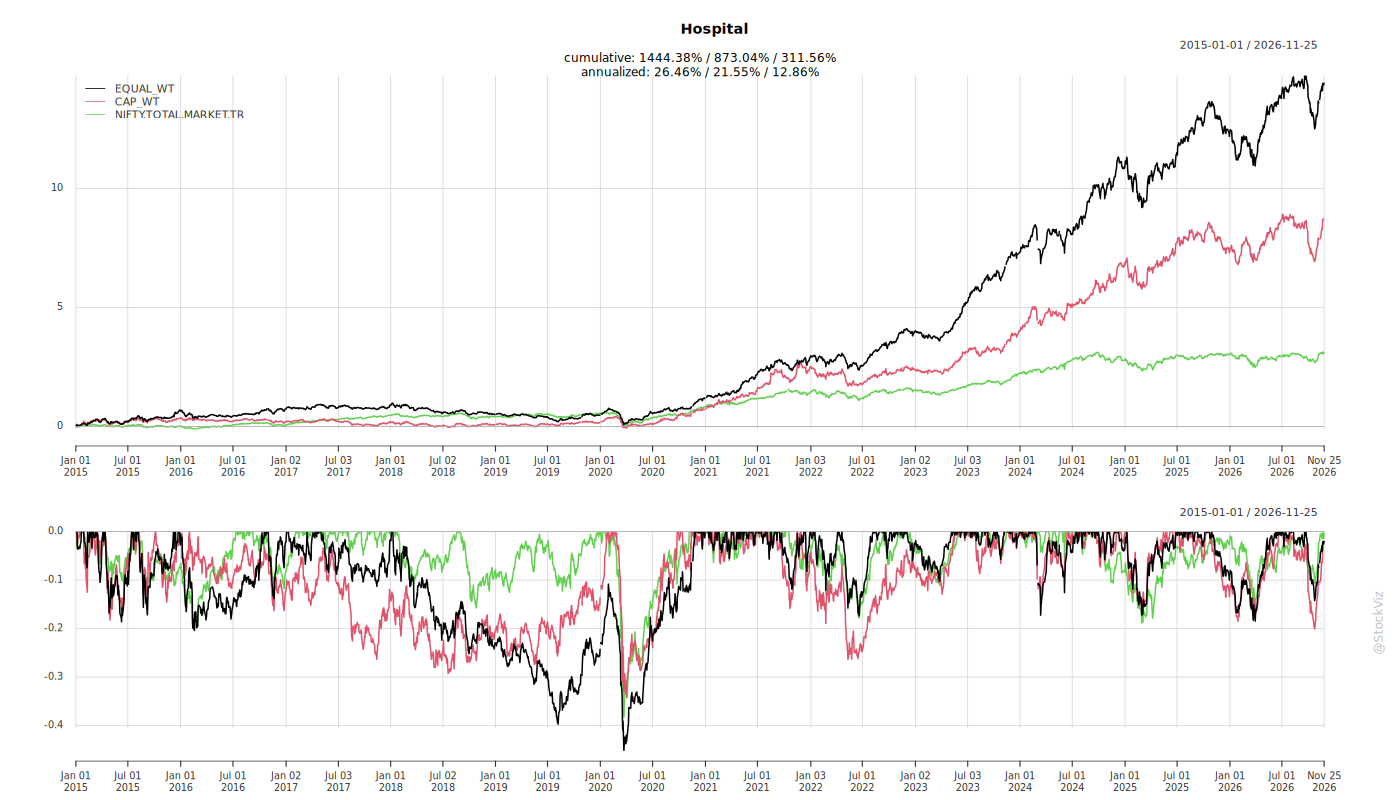 Hospital
2015-01-01 / 2026-11-25
cumulative: 1444.38% / 873.04% / 311.56%
annualized: 26.46% / 21.55% / 12.86%
EQUAL_WT
CAP_WT
NIFTY.TOTAL.MARKET.TR
10
5
0
Jan 01 Jul 01 Jul 01 Jan 01 Jul 01 Jan 02 Jul 03 Jan 01 Jul 02 Jan 01 Jul 01 Jan 01 Jul 01 Jan 01 Jul 01 Jan 03 Jul 01 Jan 02 Jul 03 Jan 01 Jul 01 Jan 01 Jul 01 Jan 01 Jul 01 Nov 25
2015 2015 2015 2016 2016 2017 2017 2018 2018 2019 2019 2020 2020 2021 2021 2022 2022 2023 2023 2024 2024 2025 2025 2026 2026 2026
2015-01-01 / 2026-11-25
0.0
-0.1
-0.2
-0.3
-0.4
Jan 01 Jul 01 Jul 01 Jan 01 Jul 01 Jan 02 Jul 03 Jan 01 Jul 02 Jan 01 Jul 01 Jan 01 Jul 01 Jan 01 Jul 01 Jan 03 Jul 01 Jan 02 Jul 03 Jan 01 Jul 01 Jan 01 Jul 01 Jan 01 Jul 01 Nov 25
2015 2015 2015 2016 2016 2017 2017 2018 2018 2019 2019 2020 2020 2021 2021 2022 2022 2023 2023 2024 2024 2025 2025 2026 2026 2026
@StockViz